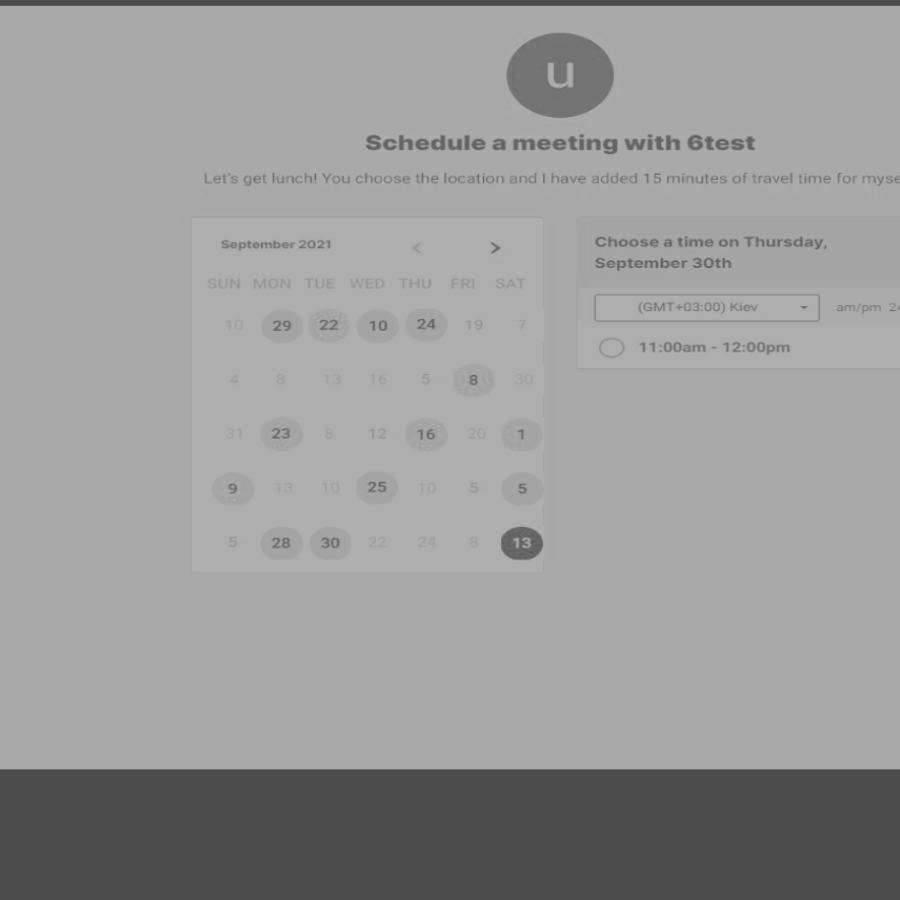 u
Schedule a meeting with 6test
Let's get lunch! You choose the location and I have added 15 minutes of travel time for myse
September 2021 < >
SUN MON TUE WED THU FRI SAT
10 29 22 10 24 19 7
4 8 13 16 5 8 30
31 23 8 12 16 20 1
9 13 10 25 10 5 5
5 28 30 22 24 8 13
Choose a time on Thursday,
September 30th
(GMT+03:00) Kiev am/pm 24
11:00am - 12:00pm